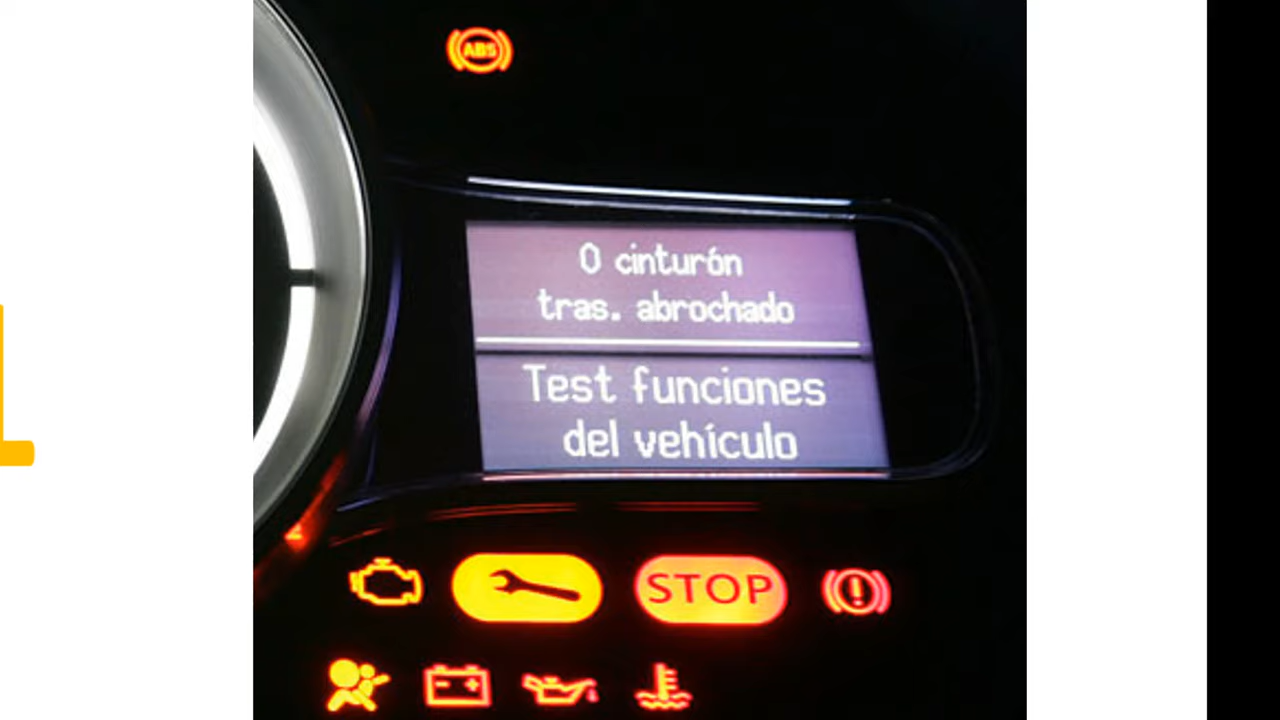 ABS
0 cinturón
tras. abrochado
Test funciones
del vehículo
STOP